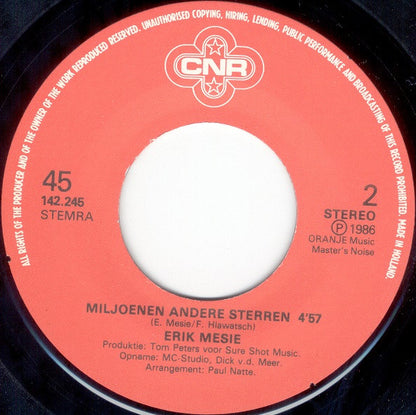 ALL RIGHTS OF THE PRODUCER AND OF THE OWNER OF THE WORK REPRODUCED RESERVED. UNAUTHORISED COPYING, HIRING, LENDING, PUBLIC PERFORMANCE AND BROADCASTING OF THIS RECORD PROHIBITED. MADE IN HOLLAND.
CNR
45
142.245
STEMRA
2
STEREO
Ⓟ 1986
ORANJE Music
Master's Noise
MILJOENEN ANDERE STERREN 4'57
(E. Mesie/F. Hlawatsch)
ERIK MESIE
Produktie: Tom Peters voor Sure Shot Music.
Opname: MC-Studio, Dick v.d. Meer.
Arrangement: Paul Natte.